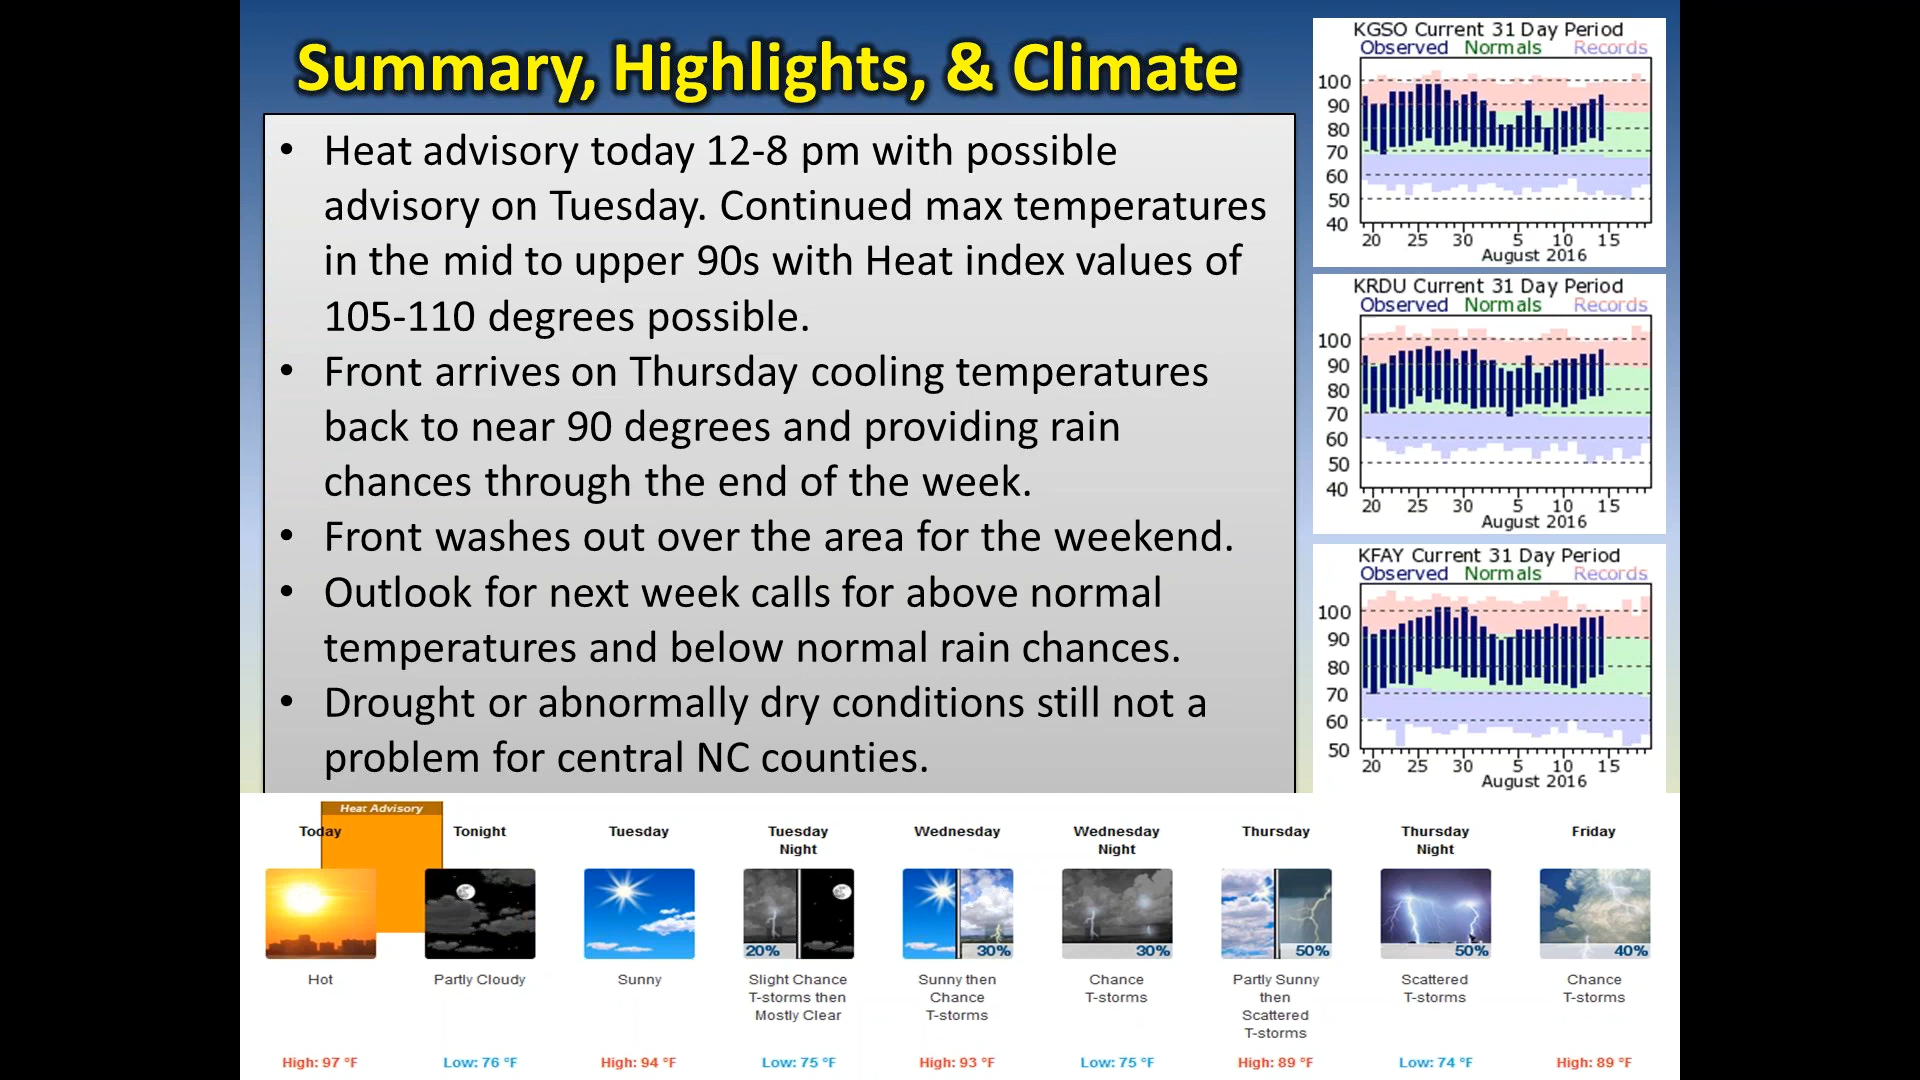 Summary, Highlights, & Climate
• Heat advisory today 12-8 pm with possible
advisory on Tuesday. Continued max temperatures
in the mid to upper 90s with Heat index values of
105-110 degrees possible.
• Front arrives on Thursday cooling temperatures
back to near 90 degrees and providing rain
chances through the end of the week.
• Front washes out over the area for the weekend.
• Outlook for next week calls for above normal
temperatures and below normal rain chances.
• Drought or abnormally dry conditions still not a
problem for central NC counties.
KGSO Current 31 Day Period
Observed Normals Records
100
90
80
70
60
50
40
20 25 30 5 10 15
August 2016
KRDU Current 31 Day Period
Observed Normals Records
100
90
80
70
60
50
40
20 25 30 5 10 15
August 2016
KFAY Current 31 Day Period
Observed Normals Records
100
90
80
70
60
50
20 25 30 5 10 15
August 2016
Heat Advisory
Today
Hot
High: 97 °F
Tonight
Partly Cloudy
Low: 76 °F
Tuesday
Sunny
High: 94 °F
Tuesday
Night
20%
Slight Chance
T-storms then
Mostly Clear
Low: 75 °F
Wednesday
30%
Sunny then
Chance
T-storms
High: 93 °F
Wednesday
Night
30%
Chance
T-storms
Low: 75 °F
Thursday
50%
Partly Sunny
then
Scattered
T-storms
High: 89 °F
Thursday
Night
50%
Scattered
T-storms
Low: 74 °F
Friday
40%
Chance
T-storms
High: 89 °F